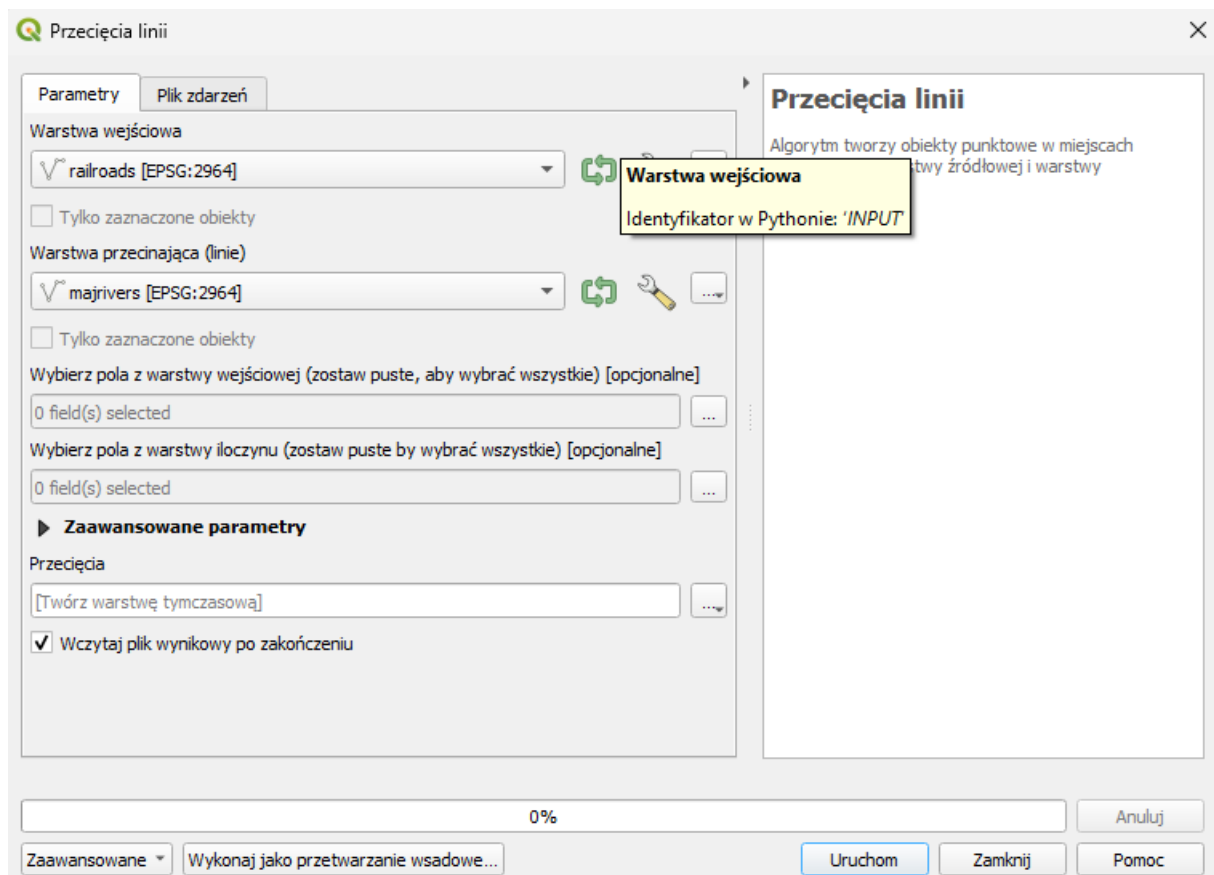 Przecięcia linii
Parametry
Plik zdarzeń
Warstwa wejściowa
railroads [EPSG:2964]
Tylko zaznaczone obiekty
Warstwa przecinająca (linie)
majrivers [EPSG:2964]
...
Tylko zaznaczone obiekty
Wybierz pola z warstwy wejściowej (zostaw puste, aby wybrać wszystkie) [opcjonalne]
0 field(s) selected
...
Wybierz pola z warstwy iloczynu (zostaw puste by wybrać wszystkie) [opcjonalne]
0 field(s) selected
...
Zaawansowane parametry
Przecięcia
[Twórz warstwę tymczasową]
...
Wczytaj plik wynikowy po zakończeniu
Warstwa wejściowa
Identyfikator w Pythonie: 'INPUT'
Przecięcia linii
Algorytm tworzy obiekty punktowe w miejscach
źródłowej i warstwy
0%
Anuluj
Zaawansowane
Wykonaj jako przetwarzanie wsadowe...
Uruchom
Zamknij
Pomoc